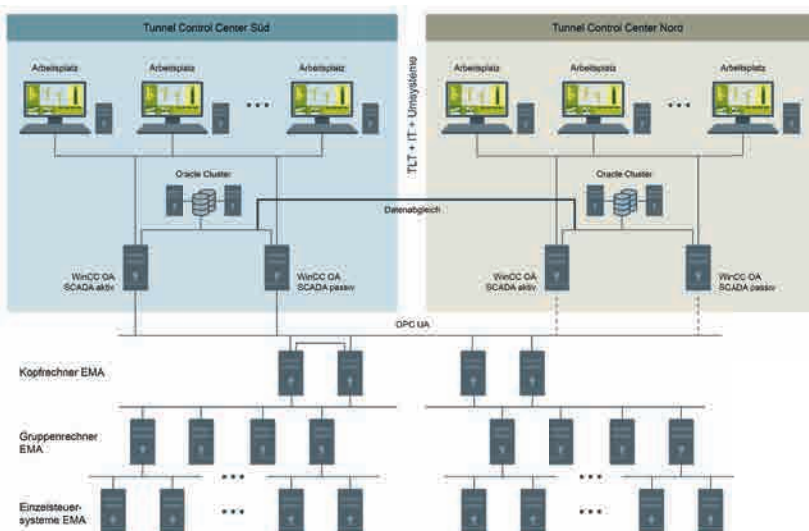 Tunnel Control Center Süd
Arbeitsplatz
Arbeitsplatz
Arbeitsplatz
Oracle Cluster
WinCC OA
SCADA aktiv
WinCC OA
SCADA passiv
TLT + IT + Umsysteme
Datenabgleich
Tunnel Control Center Nord
Arbeitsplatz
Arbeitsplatz
Arbeitsplatz
Oracle Cluster
WinCC OA
SCADA aktiv
WinCC OA
SCADA passiv
OPC UA
Kopfrechner EMA
Gruppenrechner
EMA
Einzelsteuer-
systeme EMA